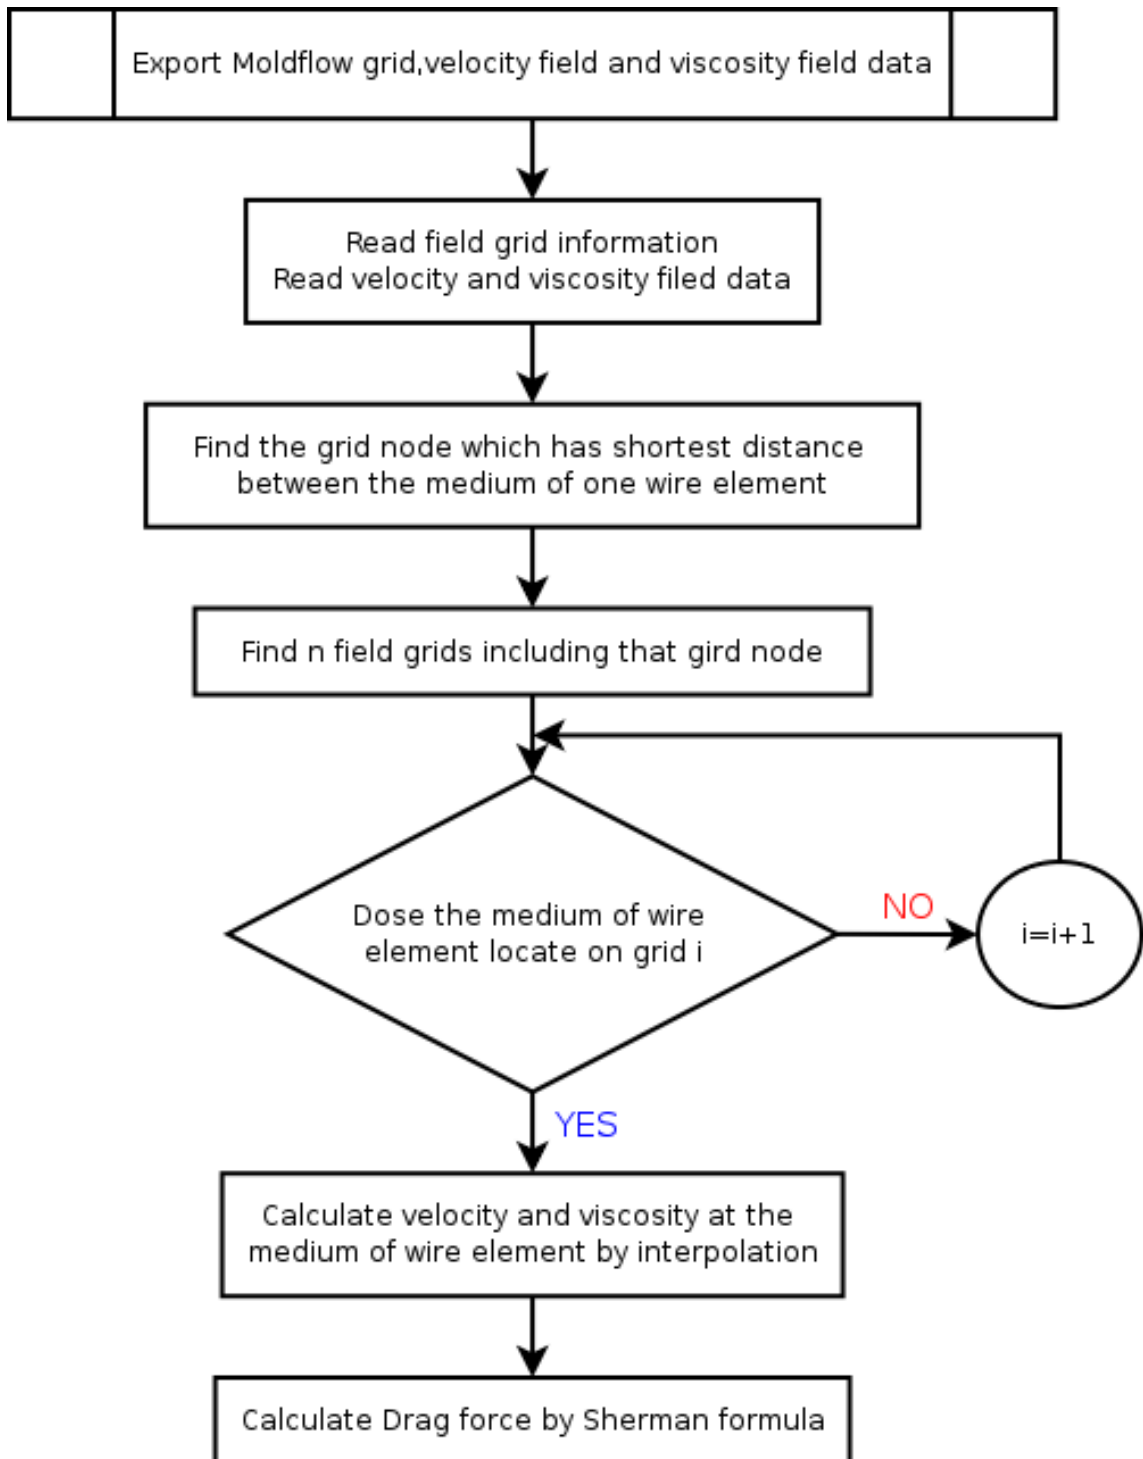 Export Moldflow grid,velocity field and viscosity field data
Read field grid information
Read velocity and viscosity filed data
Find the grid node which has shortest distance
between the medium of one wire element
Find n field grids including that gird node
Dose the medium of wire
element locate on grid i
NO
i=i+1
YES
Calculate velocity and viscosity at the
medium of wire element by interpolation
Calculate Drag force by Sherman formula